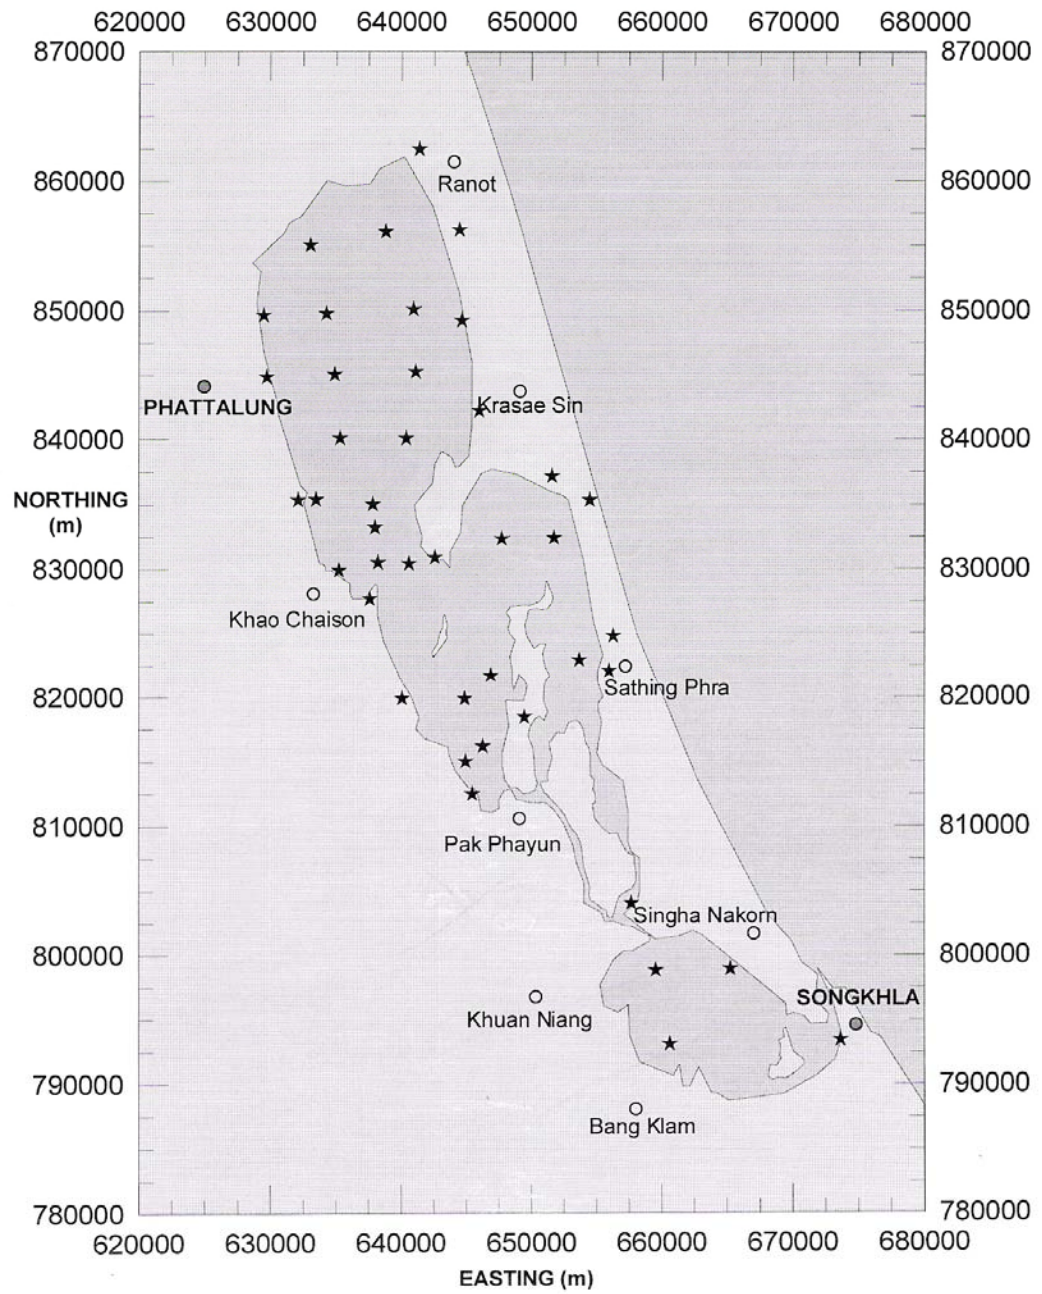 620000 630000 640000 650000 660000 670000 680000
870000 870000
860000 860000
Ranot
850000 850000
Krasae Sin
PHATTALUNG
840000 840000
NORTHING
(m)
830000 830000
Khao Chaison
820000 820000
Sathing Phra
810000 810000
Pak Phayun
Singha Nakorn
800000 800000
SONGKHLA
Khuan Niang
790000 790000
Bang Klam
780000 780000
620000 630000 640000 650000 660000 670000 680000
EASTING (m)